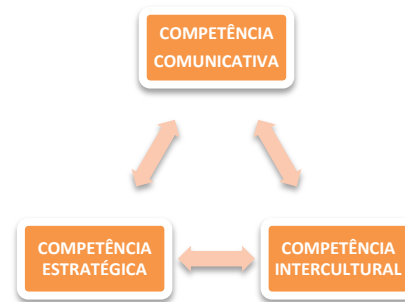 COMPETÊNCIA
COMUNICATIVA
COMPETÊNCIA
ESTRATÉGICA
COMPETÊNCIA
INTERCULTURAL